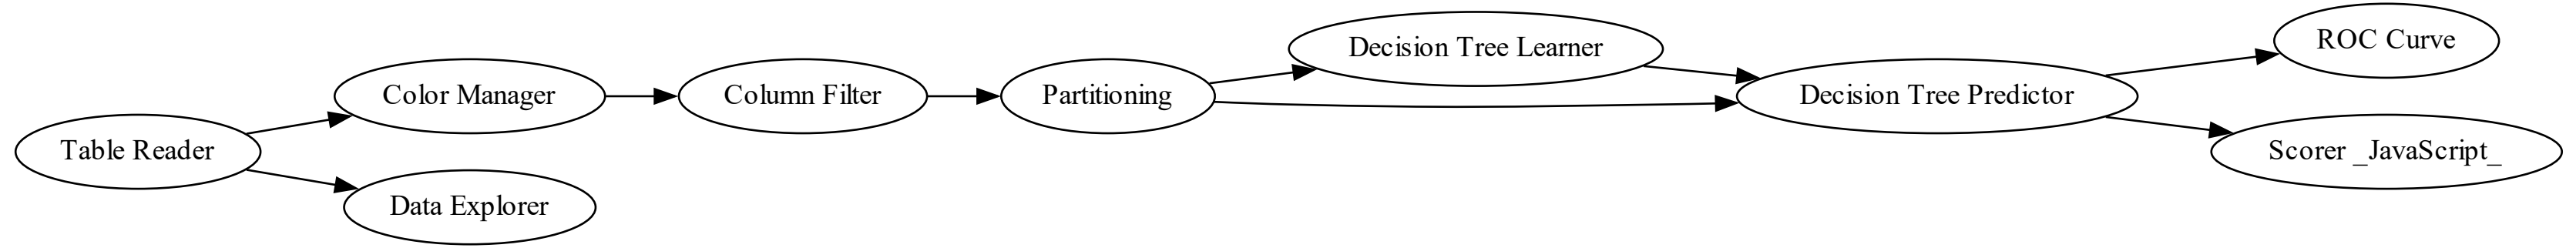 Table Reader
Color Manager
Data Explorer
Column Filter
Partitioning
Decision Tree Learner
Decision Tree Predictor
ROC Curve
Scorer _JavaScript_